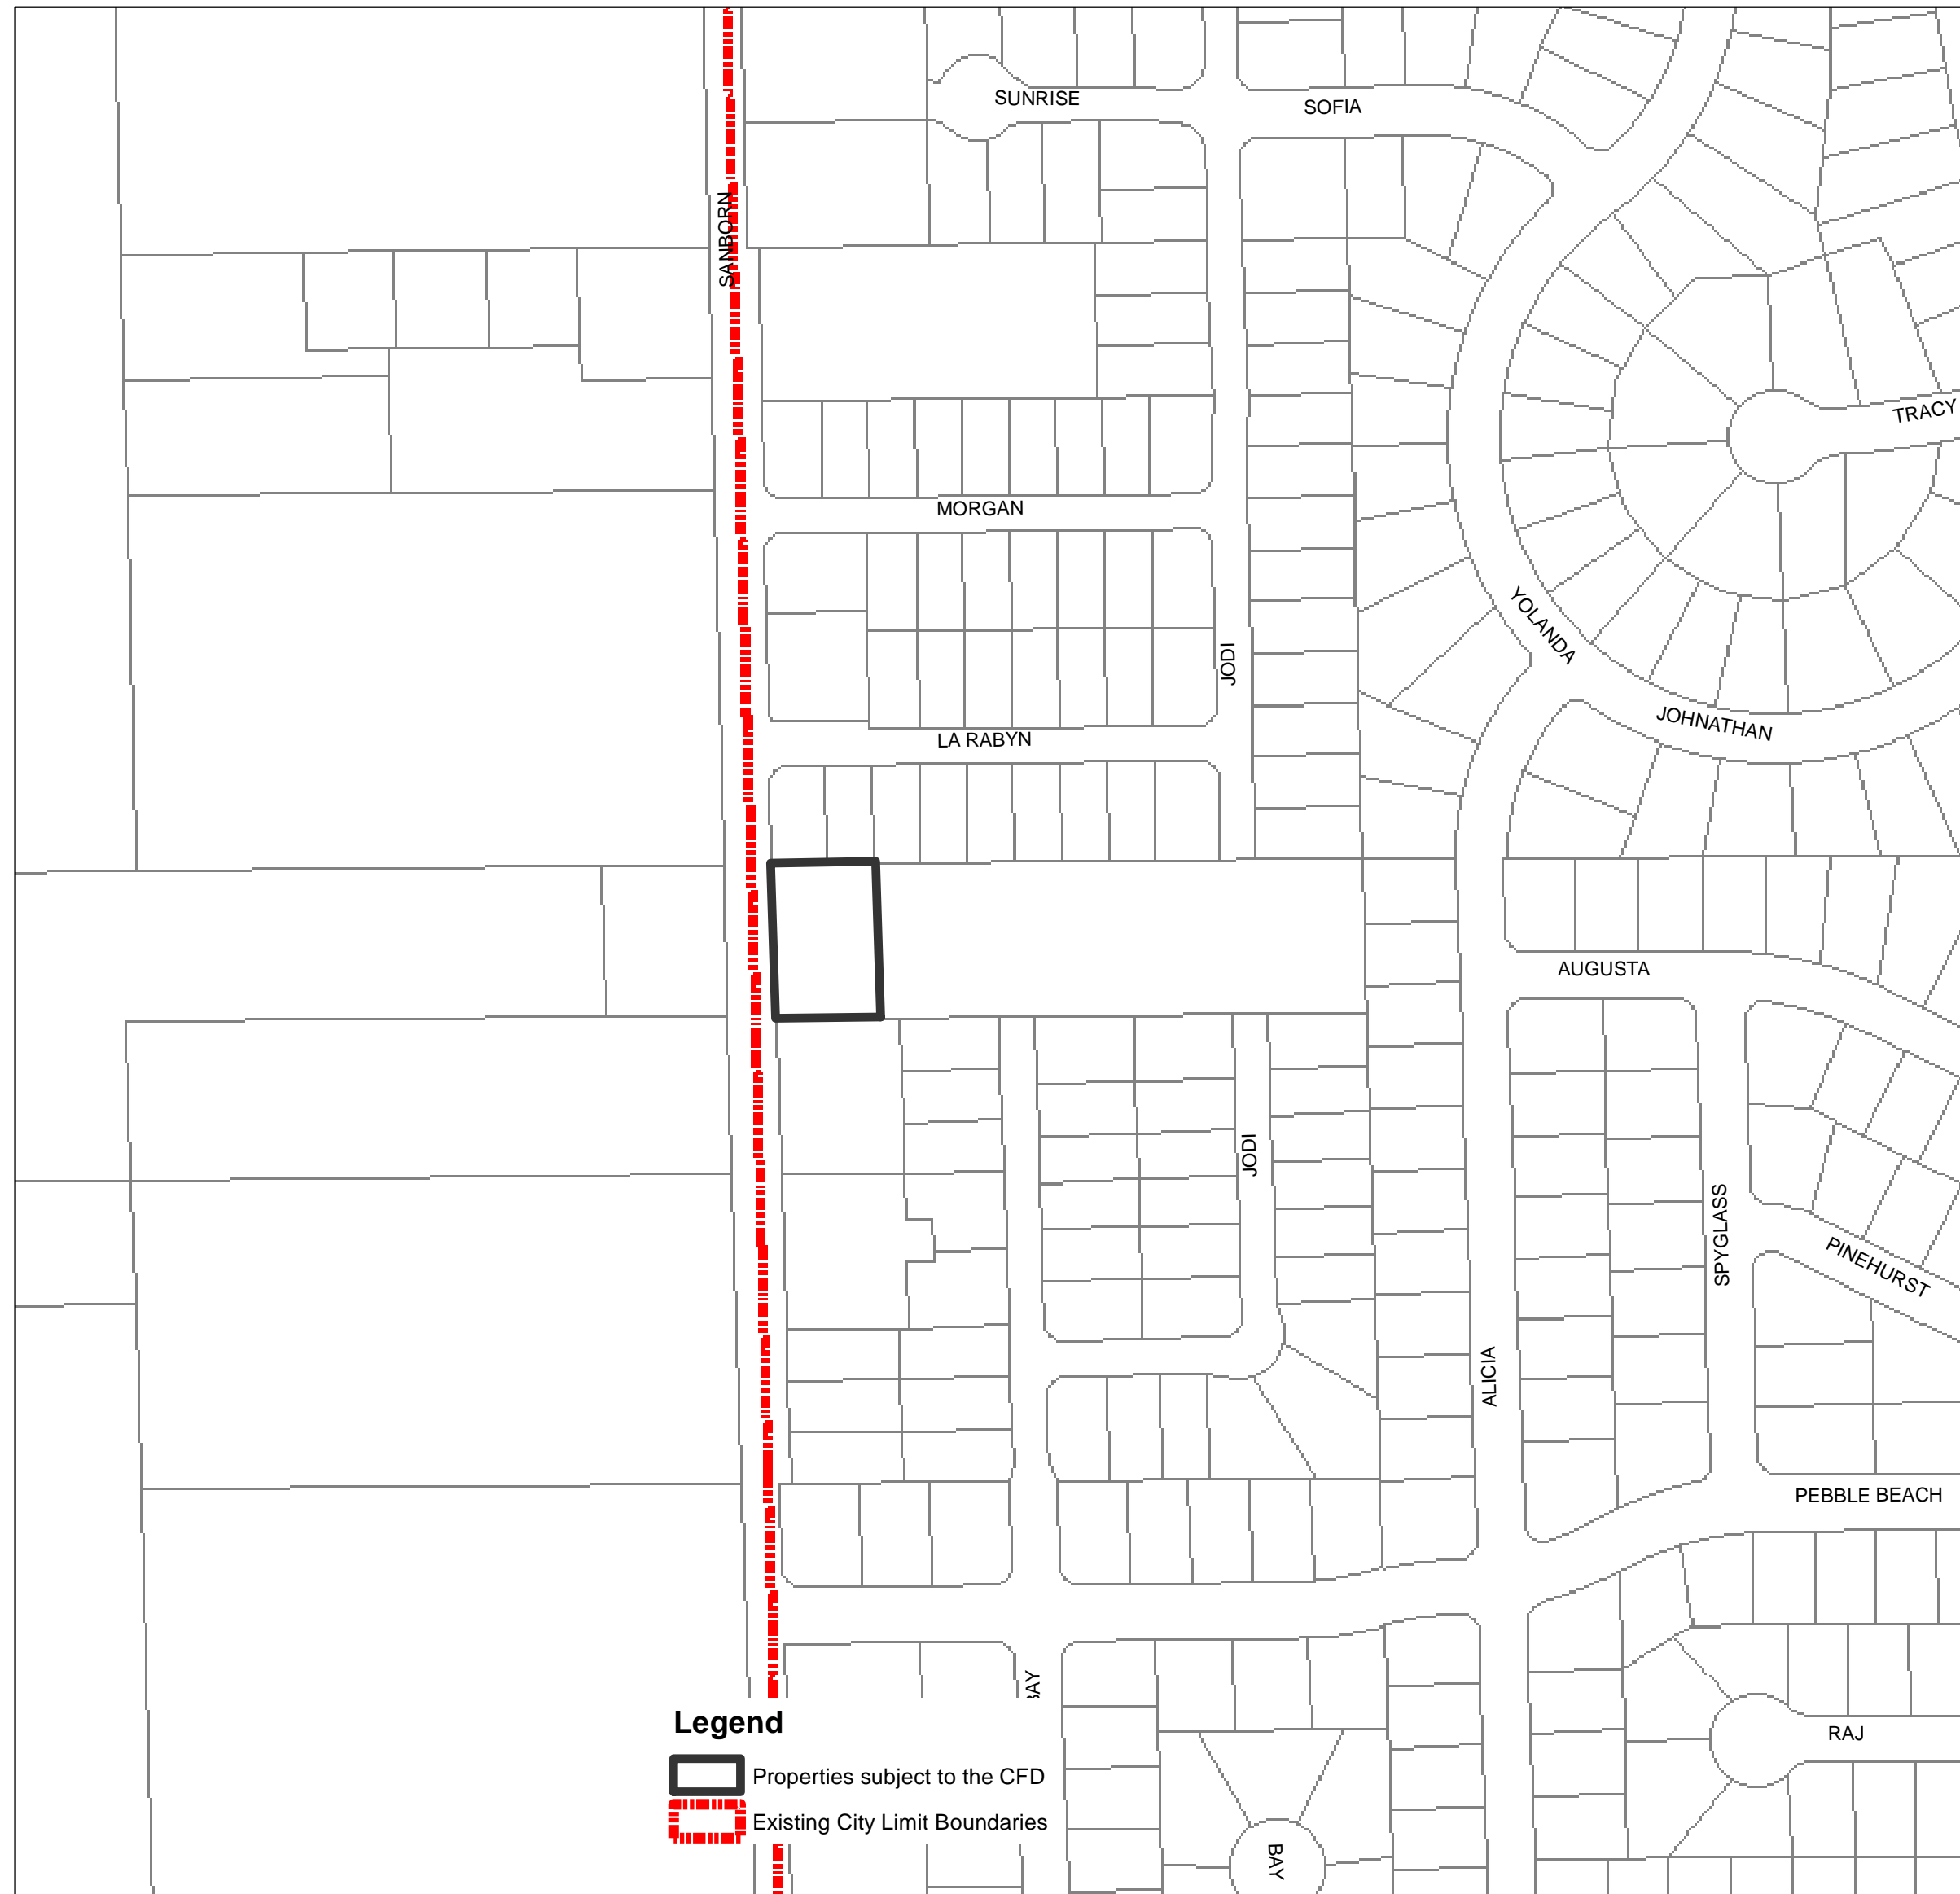 SUNRISE
SOFIA
SANBORN
TRACY
MORGAN
YOLANDA
JODI
JOHNATHAN
LA RABYN
AUGUSTA
JODI
SPYGLASS
PINEHURST
ALICIA
PEBBLE BEACH
BAY
Legend
RAJ
Properties subject to the CFD
Existing City Limit Boundaries
BAY